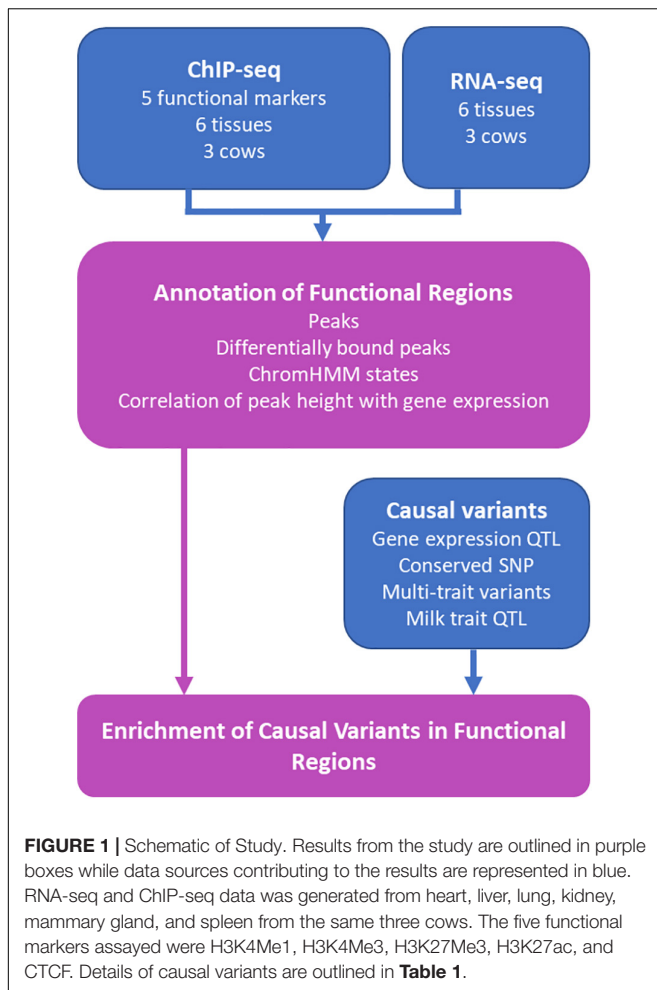 ChIP-seq
5 functional markers
6 tissues
3 cows
RNA-seq
6 tissues
3 cows
Annotation of Functional Regions
Peaks
Differentially bound peaks
ChromHMM states
Correlation of peak height with gene expression
Causal variants
Gene expression QTL
Conserved SNP
Multi-trait variants
Milk trait QTL
Enrichment of Causal Variants in Functional
Regions
FIGURE 1 | Schematic of Study. Results from the study are outlined in purple
boxes while data sources contributing to the results are represented in blue.
RNA-seq and ChIP-seq data was generated from heart, liver, lung, kidney,
mammary gland, and spleen from the same three cows. The five functional
markers assayed were H3K4Me1, H3K4Me3, H3K27Me3, H3K27ac, and
CTCF. Details of causal variants are outlined in Table 1.